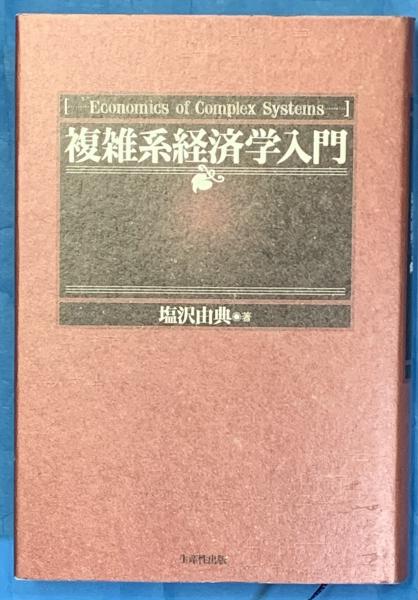 [—Economics of Complex Systems—]
複雑系経済学入門
塩沢由典◉著
生産性出版